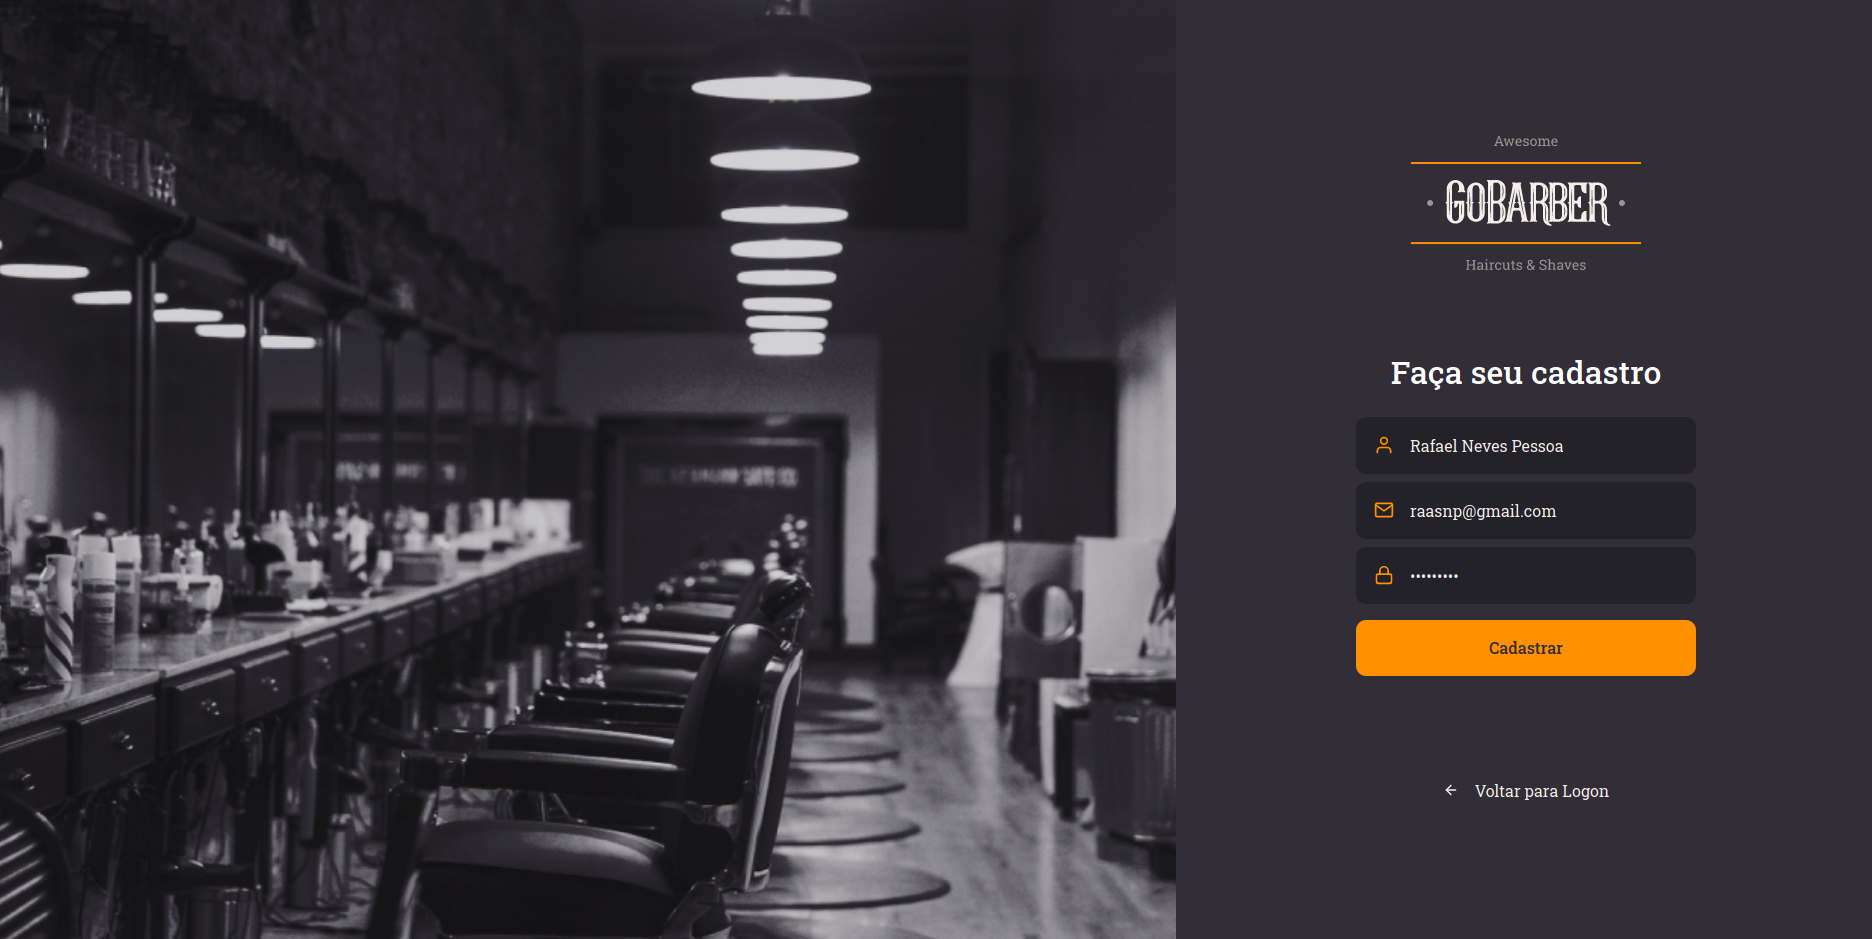 Awesome
GOBARBER
Haircuts & Shaves
Faça seu cadastro
Rafael Neves Pessoa
raasnp@gmail.com
•••••••••
Cadastrar
Voltar para Logon